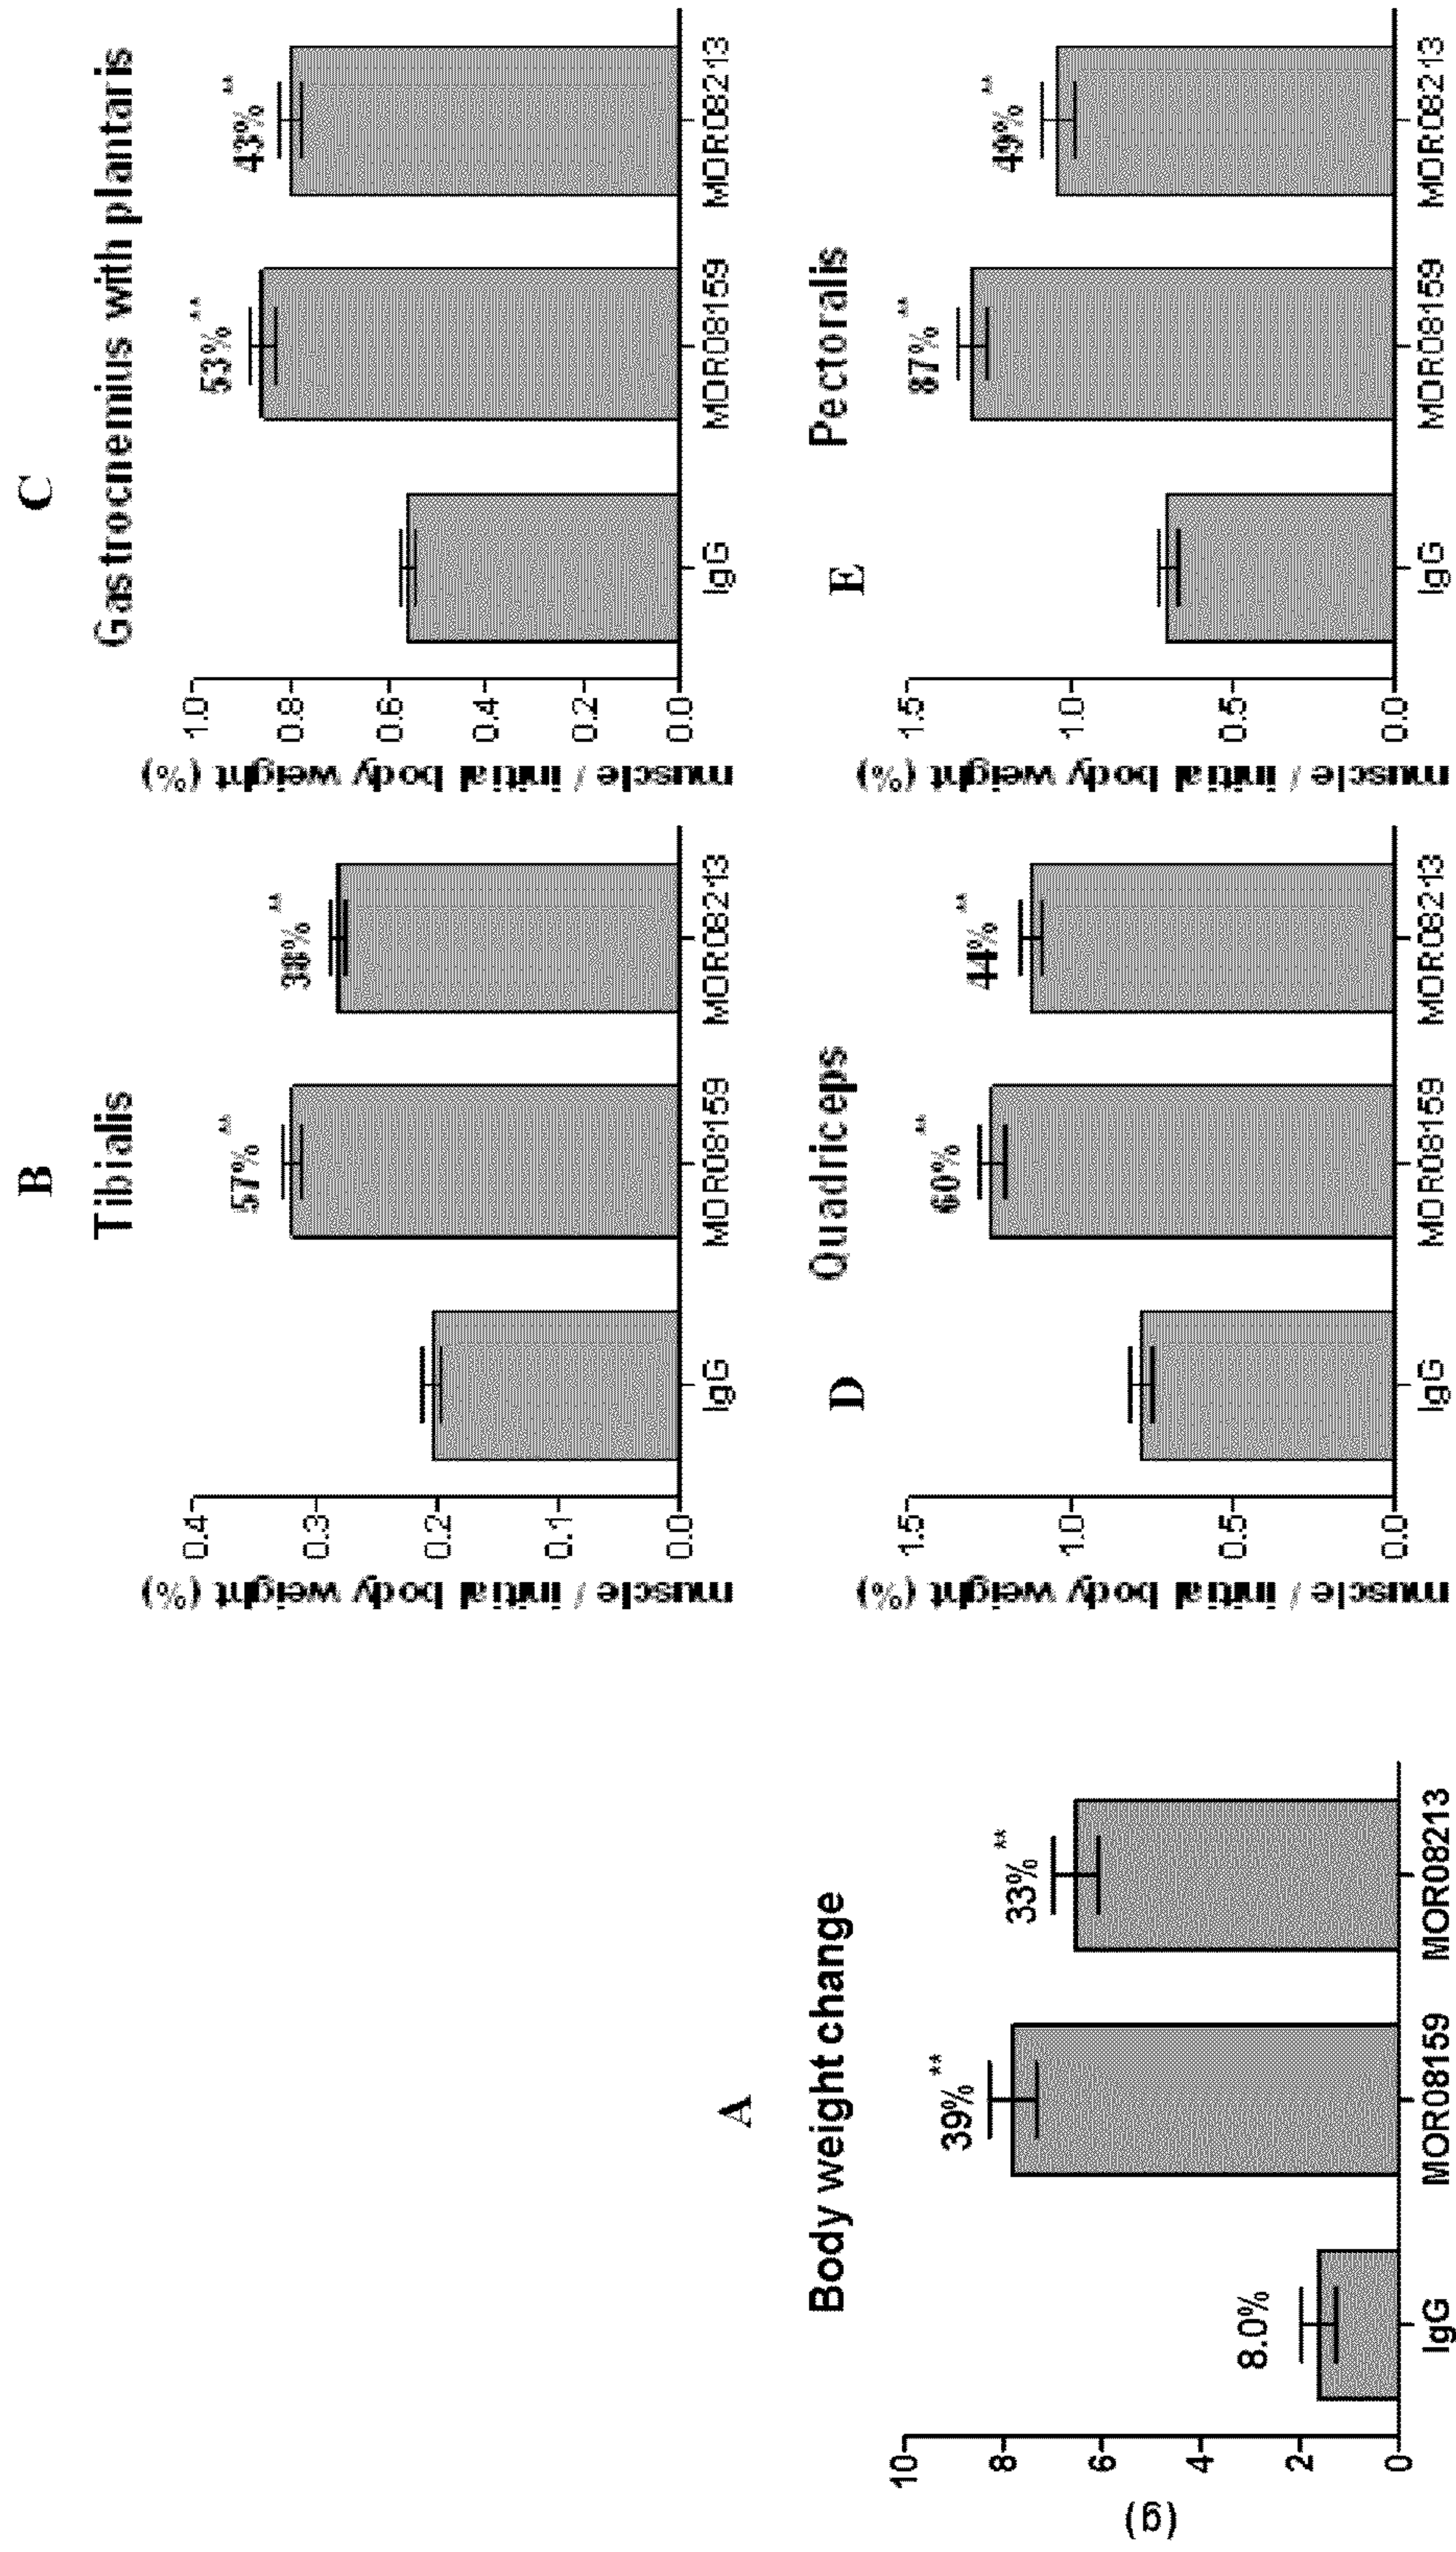 A
Body weight change
(g)
10
8
6
4
2
0
8.0%
39%**
33%**
IgG
MOR08159
MOR08213
B
Tibialis
muscle / initial body weight (%)
0.4
0.3
0.2
0.1
0.0
57%**
38%**
IgG
MOR08159
MOR08213
C
Gastrocnemius with plantaris
muscle / initial body weight (%)
1.0
0.8
0.6
0.4
0.2
0.0
53%**
43%**
IgG
MOR08159
MOR08213
D
Quadriceps
muscle / initial body weight (%)
1.5
1.0
0.5
0.0
60%**
44%**
IgG
MOR08159
MOR08213
E
Pectoralis
muscle / initial body weight (%)
1.5
1.0
0.5
0.0
87%**
49%**
IgG
MOR08159
MOR08213